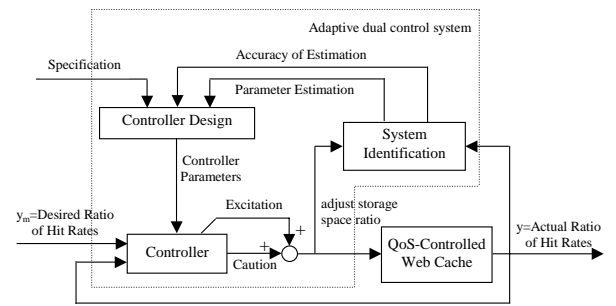 Adaptive dual control system
Accuracy of Estimation
Specification
Parameter Estimation
Controller Design
System
Identification
Controller
Parameters
Excitation
adjust storage
space ratio
yₘ=Desired Ratio
of Hit Rates
y=Actual Ratio
of Hit Rates
Controller
+
+
Caution
QoS-Controlled
Web Cache